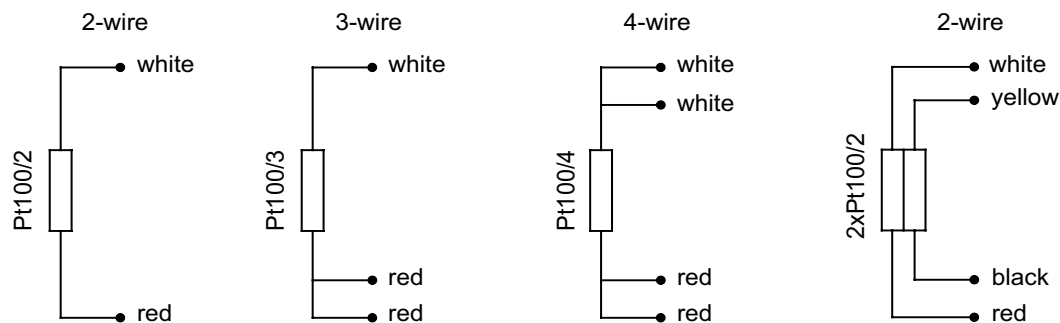 2-wire
white
Pt100/2
red
3-wire
white
Pt100/3
red
red
4-wire
white
white
Pt100/4
red
red
2-wire
white
yellow
2xPt100/2
black
red